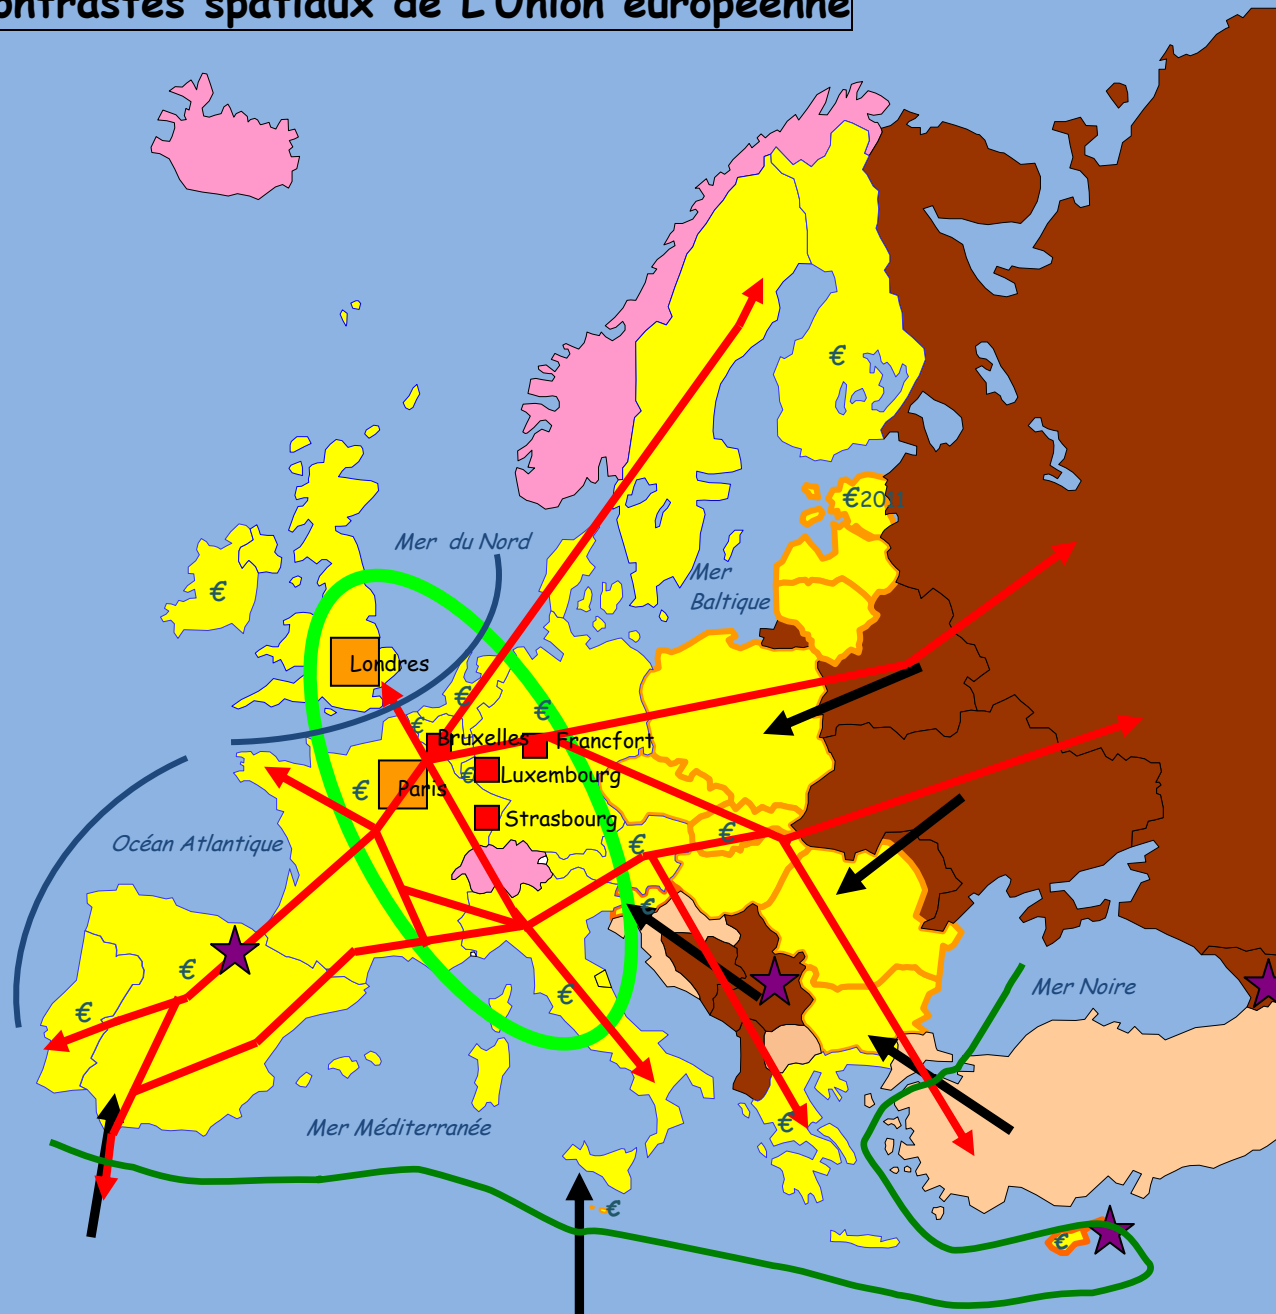 ontrastes spatiaux de L'Union européenne
€
€2011
Mer du Nord
Mer
Baltique
€
Londres
€
€
€
Bruxelles
Francfort
€
Luxembourg
€
Paris
Strasbourg
€
€
Océan Atlantique
€
€
€
€
Mer Noire
€
Mer Méditerranée
€
€
€